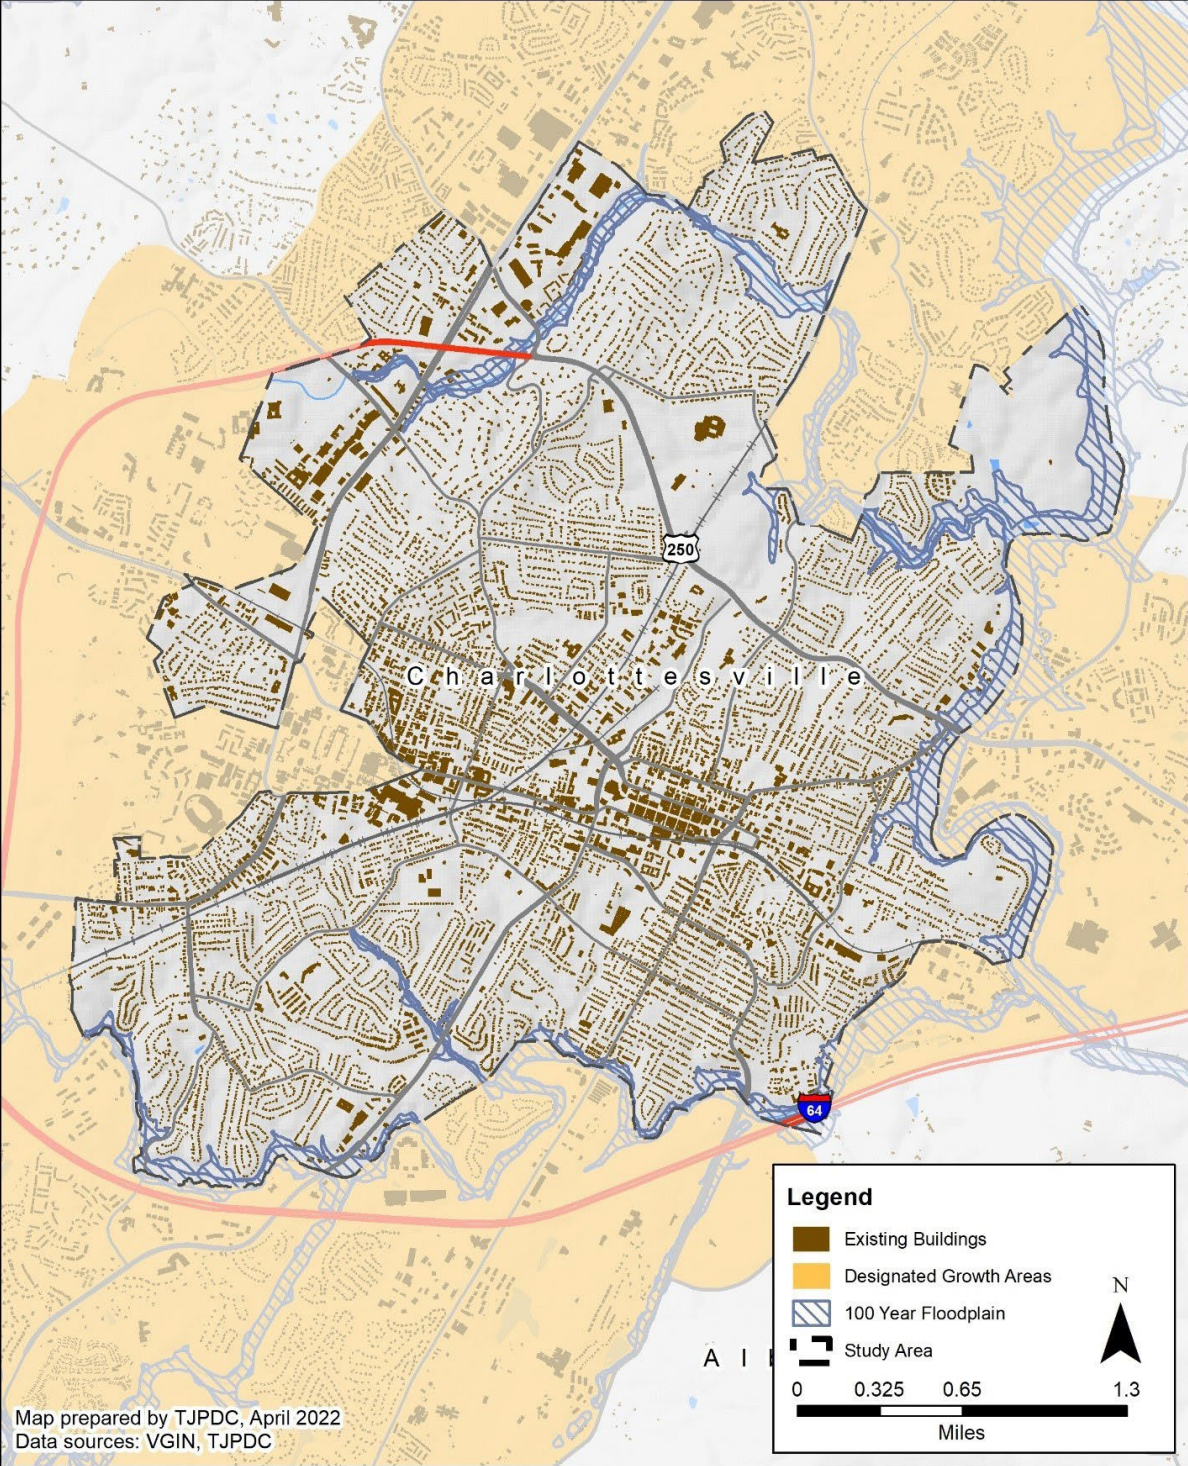 250
Charlottesville
64
Legend
Existing Buildings
Designated Growth Areas
N
100 Year Floodplain
Study Area
Al
0 0.325 0.65 1.3
Miles
Map prepared by TJPDC, April 2022
Data sources: VGIN, TJPDC